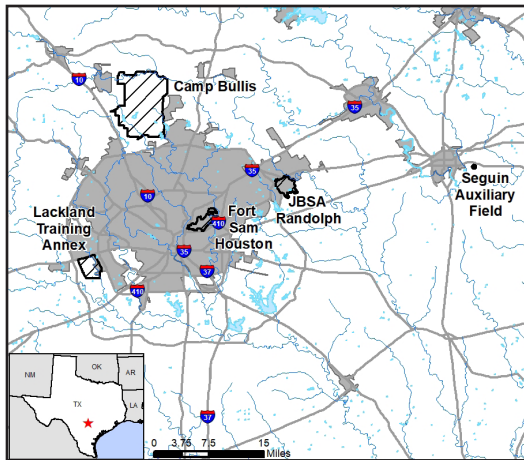 10
Camp Bullis
35
35
JBSA
Randolph
Seguin
Auxiliary
Field
10
Lackland
Training
Annex
Fort
Sam
Houston
410
35
37
410
NM
OK
AR
TX
LA
37
0 3.75 7.5 15
Miles